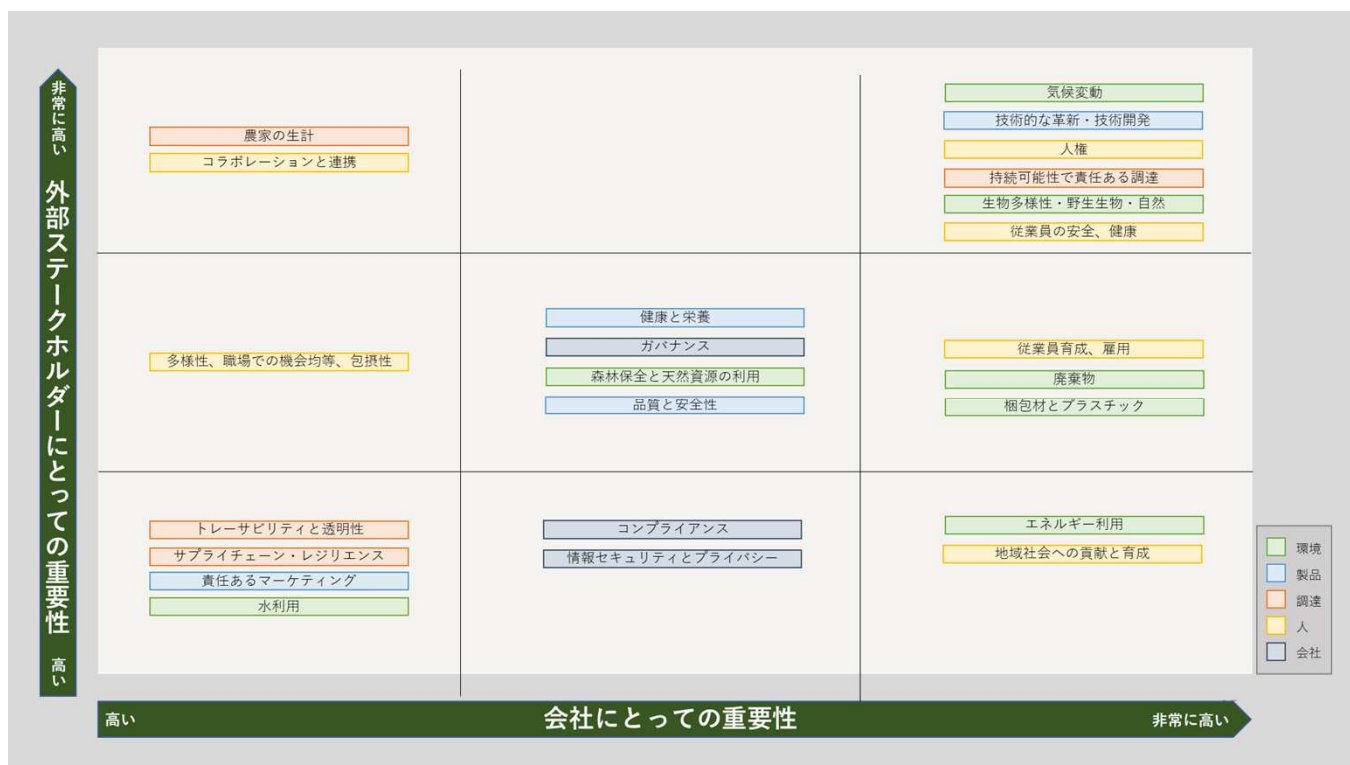 非常に高い 外部ステークホルダーにとっての重要性 高い
農家の生計
コラボレーションと連携
気候変動
技術的な革新・技術開発
人権
持続可能性で責任ある調達
生物多様性・野生生物・自然
従業員の安全、健康
多様性、職場での機会均等、包摂性
健康と栄養
ガバナンス
森林保全と天然資源の利用
品質と安全性
従業員育成、雇用
廃棄物
梱包材とプラスチック
トレーサビリティと透明性
サプライチェーン・レジリエンス
責任あるマーケティング
水利用
コンプライアンス
情報セキュリティとプライバシー
エネルギー利用
地域社会への貢献と育成
環境
製品
調達
人
会社
高い 会社にとっての重要性 非常に高い